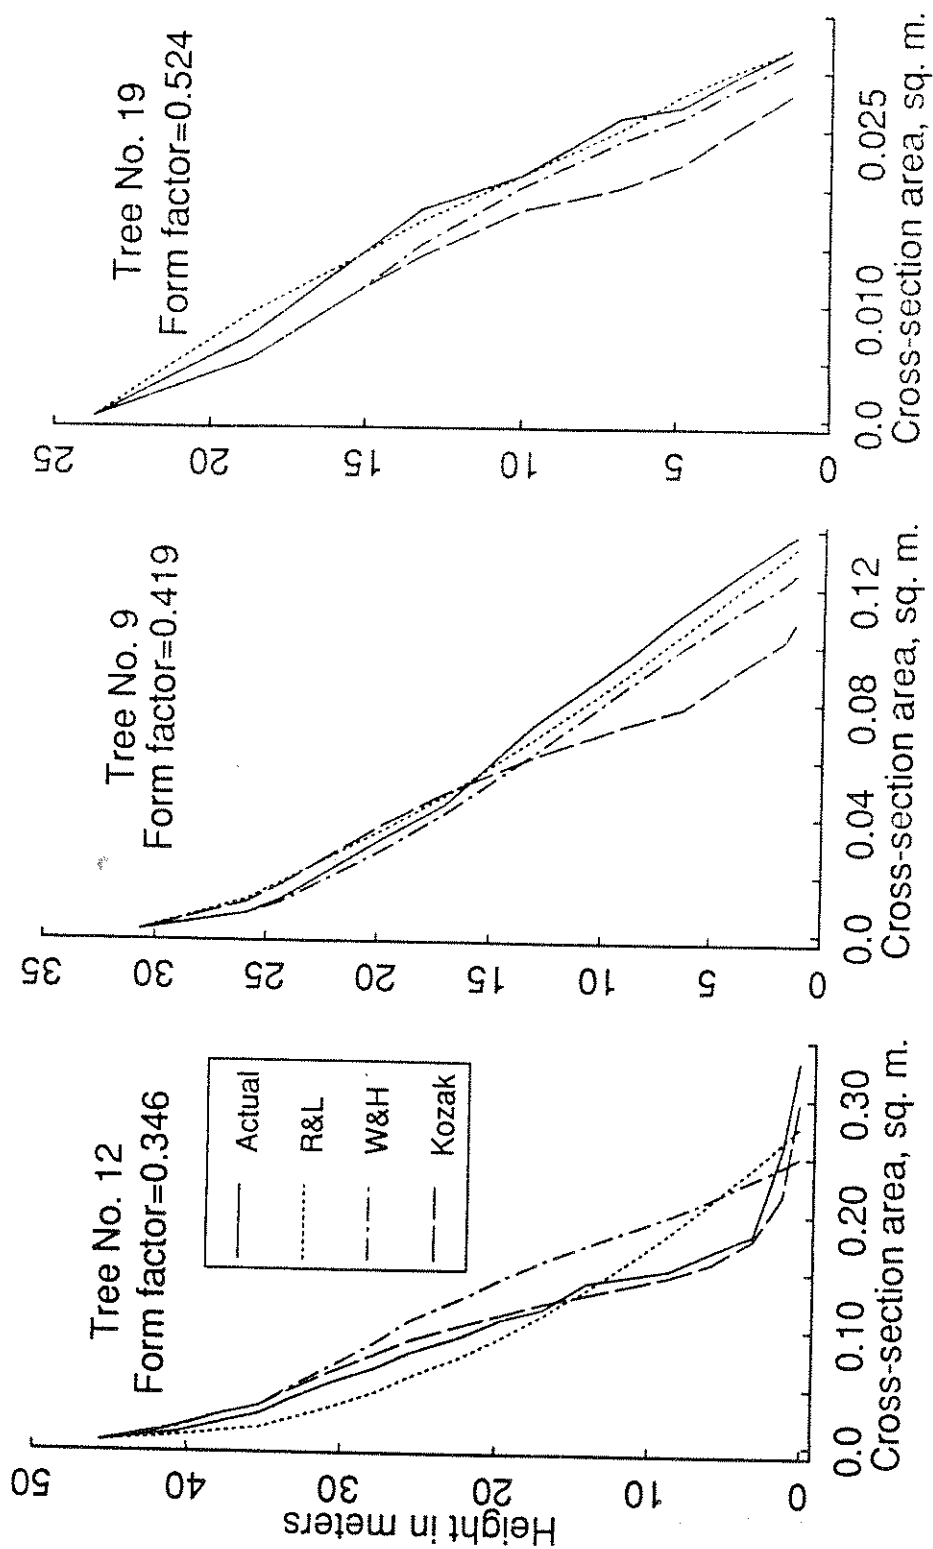 Tree No. 12
Form factor=0.346
Height in meters
50
40
30
20
10
0
Actual
R&L
W&H
Kozak
0.0
0.10
0.20
0.30
Cross-section area, sq. m.
Tree No. 9
Form factor=0.419
35
30
25
20
15
10
5
0
0.0
0.04
0.08
0.12
Cross-section area, sq. m.
Tree No. 19
Form factor=0.524
25
20
15
10
5
0
0.0
0.010
0.025
Cross-section area, sq. m.